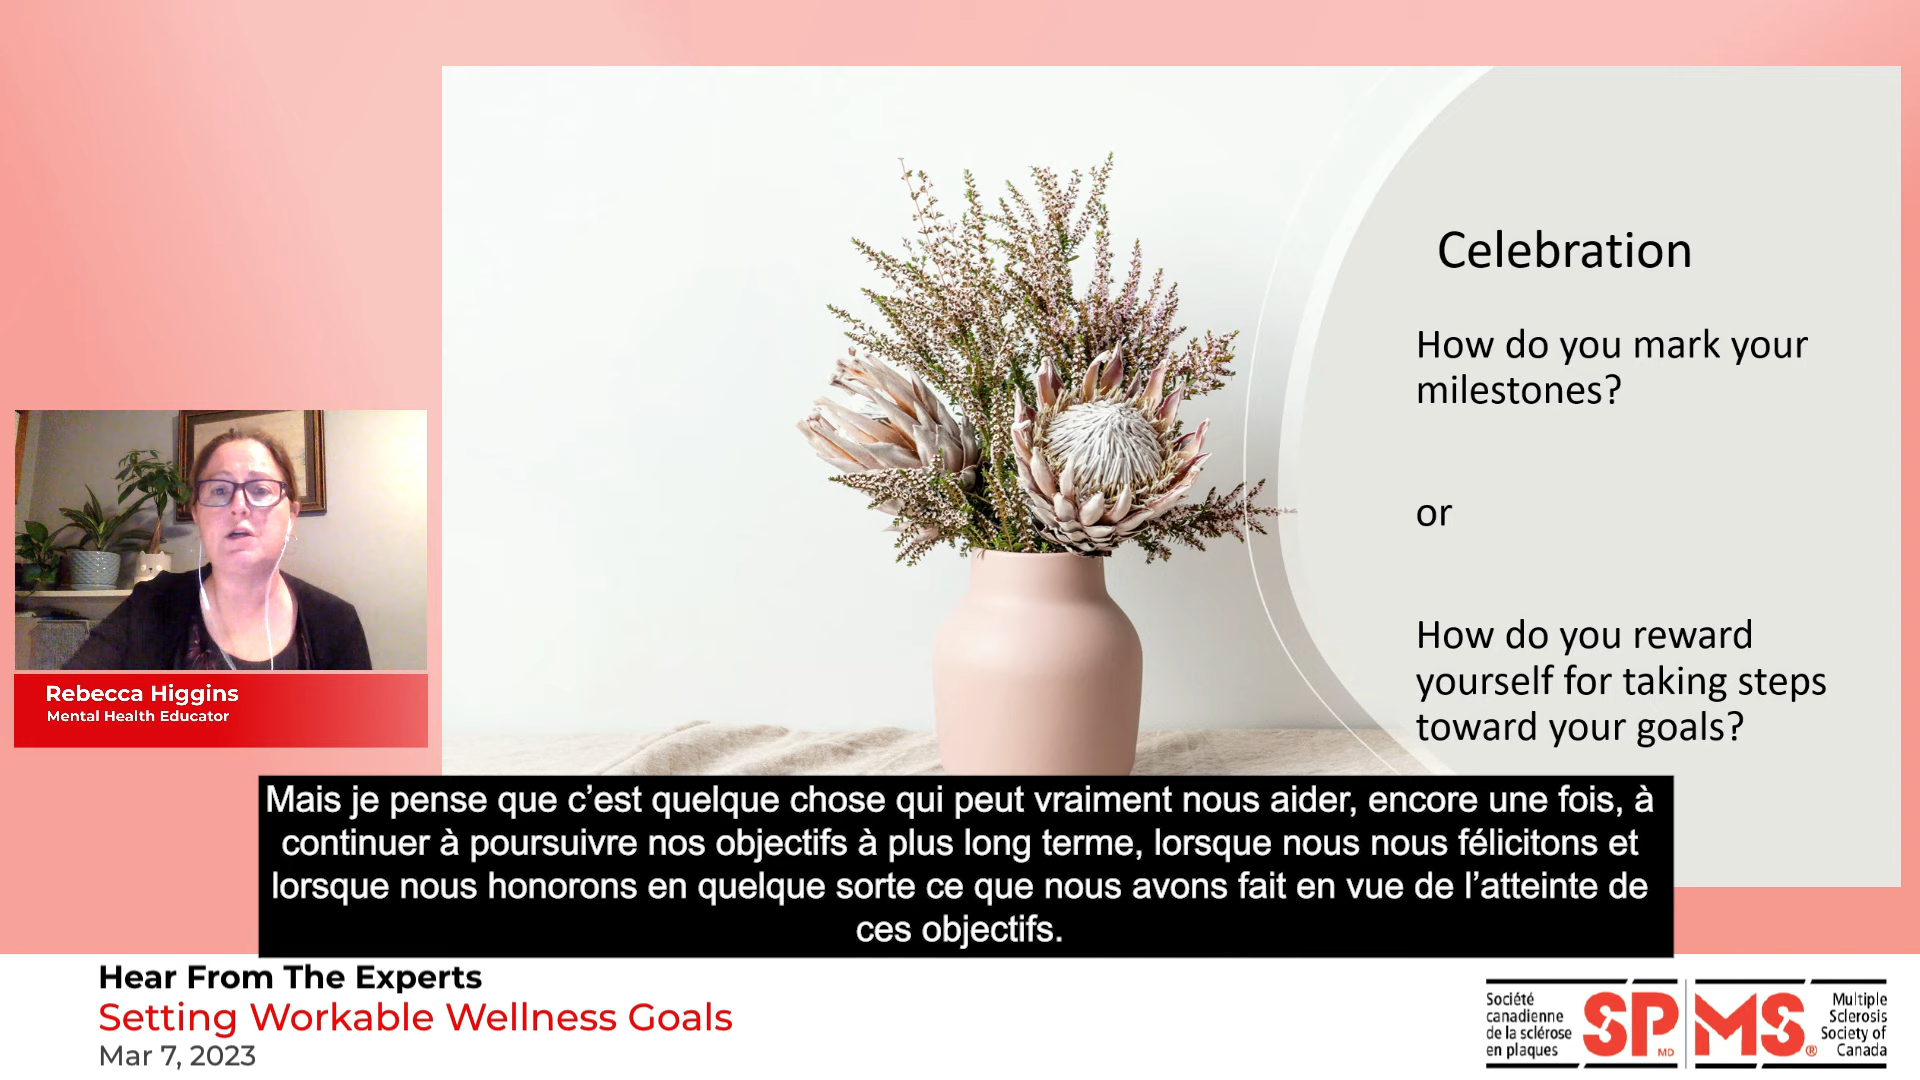 Celebration
How do you mark your
milestones?
or
How do you reward
yourself for taking steps
toward your goals?
Rebecca Higgins
Mental Health Educator
Mais je pense que c’est quelque chose qui peut vraiment nous aider, encore une fois, à
continuer à poursuivre nos objectifs à plus long terme, lorsque nous nous félicitons et
lorsque nous honorons en quelque sorte ce que nous avons fait en vue de l’atteinte de
ces objectifs.
Hear From The Experts
Setting Workable Wellness Goals
Mar 7, 2023
Société
canadienne
de la sclérose
en plaques
SP
MD
MS
®
Multiple
Sclerosis
Society of
Canada